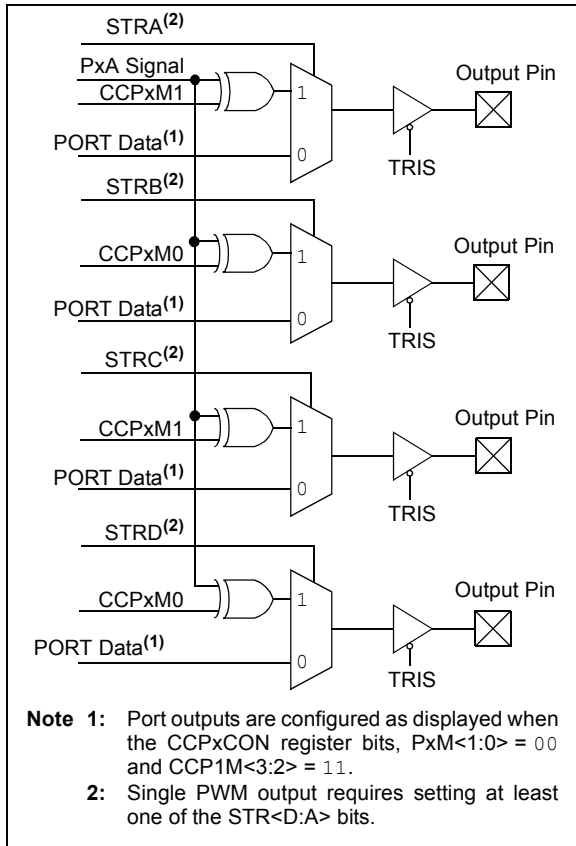 STRA(2)
PxA Signal
CCPxM1
1
Output Pin
PORT Data(1)
0
TRIS
STRB(2)
CCPxM0
1
Output Pin
PORT Data(1)
0
TRIS
STRC(2)
CCPxM1
1
Output Pin
PORT Data(1)
0
TRIS
STRD(2)
CCPxM0
1
Output Pin
PORT Data(1)
0
TRIS
Note 1: Port outputs are configured as displayed when
the CCPxCON register bits, PxM<1:0> = 00
and CCP1M<3:2> = 11.
2: Single PWM output requires setting at least
one of the STR<D:A> bits.